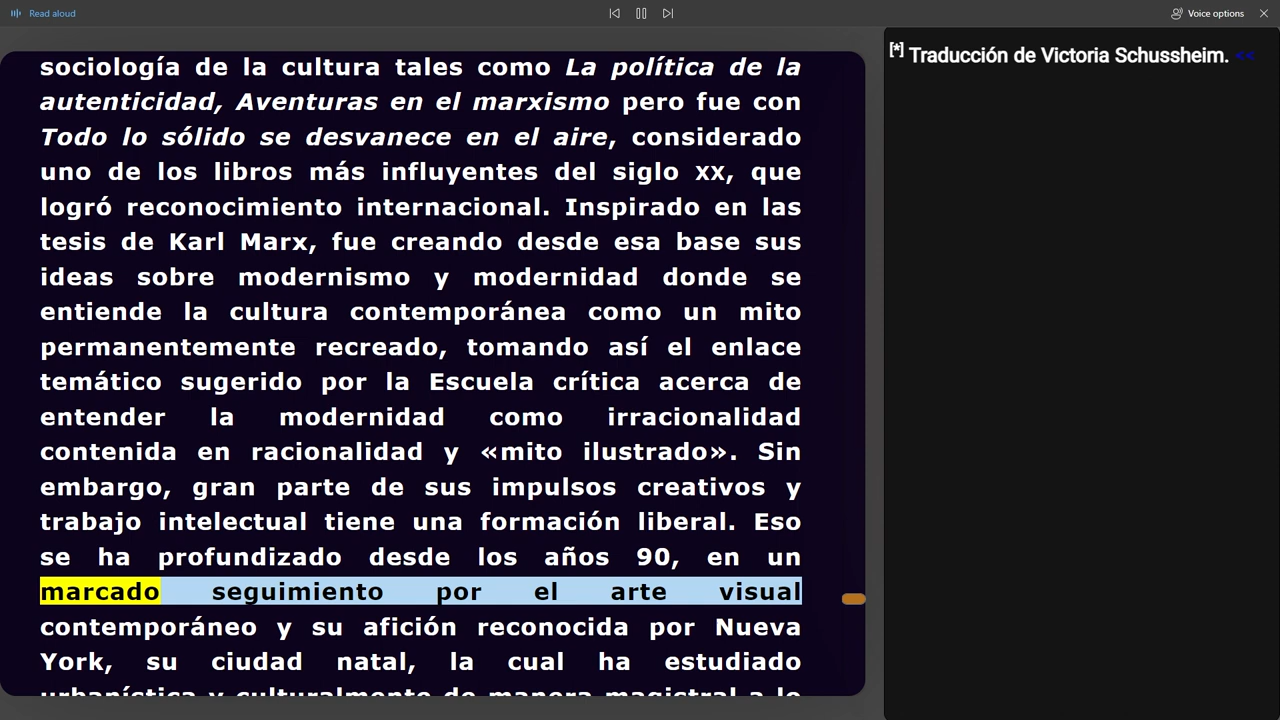 Read aloud
Voice options
sociología de la cultura tales como La política de la
autenticidad, Aventuras en el marxismo pero fue con
Todo lo sólido se desvanece en el aire, considerado
uno de los libros más influyentes del siglo XX, que
logró reconocimiento internacional. Inspirado en las
tesis de Karl Marx, fue creando desde esa base sus
ideas sobre modernismo y modernidad donde se
entiende la cultura contemporánea como un mito
permanentemente recreado, tomando así el enlace
temático sugerido por la Escuela crítica acerca de
entender la modernidad como irracionalidad
contenida en racionalidad y «mito ilustrado». Sin
embargo, gran parte de sus impulsos creativos y
trabajo intelectual tiene una formación liberal. Eso
se ha profundizado desde los años 90, en un
marcado seguimiento por el arte visual
contemporáneo y su afición reconocida por Nueva
York, su ciudad natal, la cual ha estudiado
urbanística y culturalmente de manera magistral a lo
[*] Traducción de Victoria Schussheim. <<